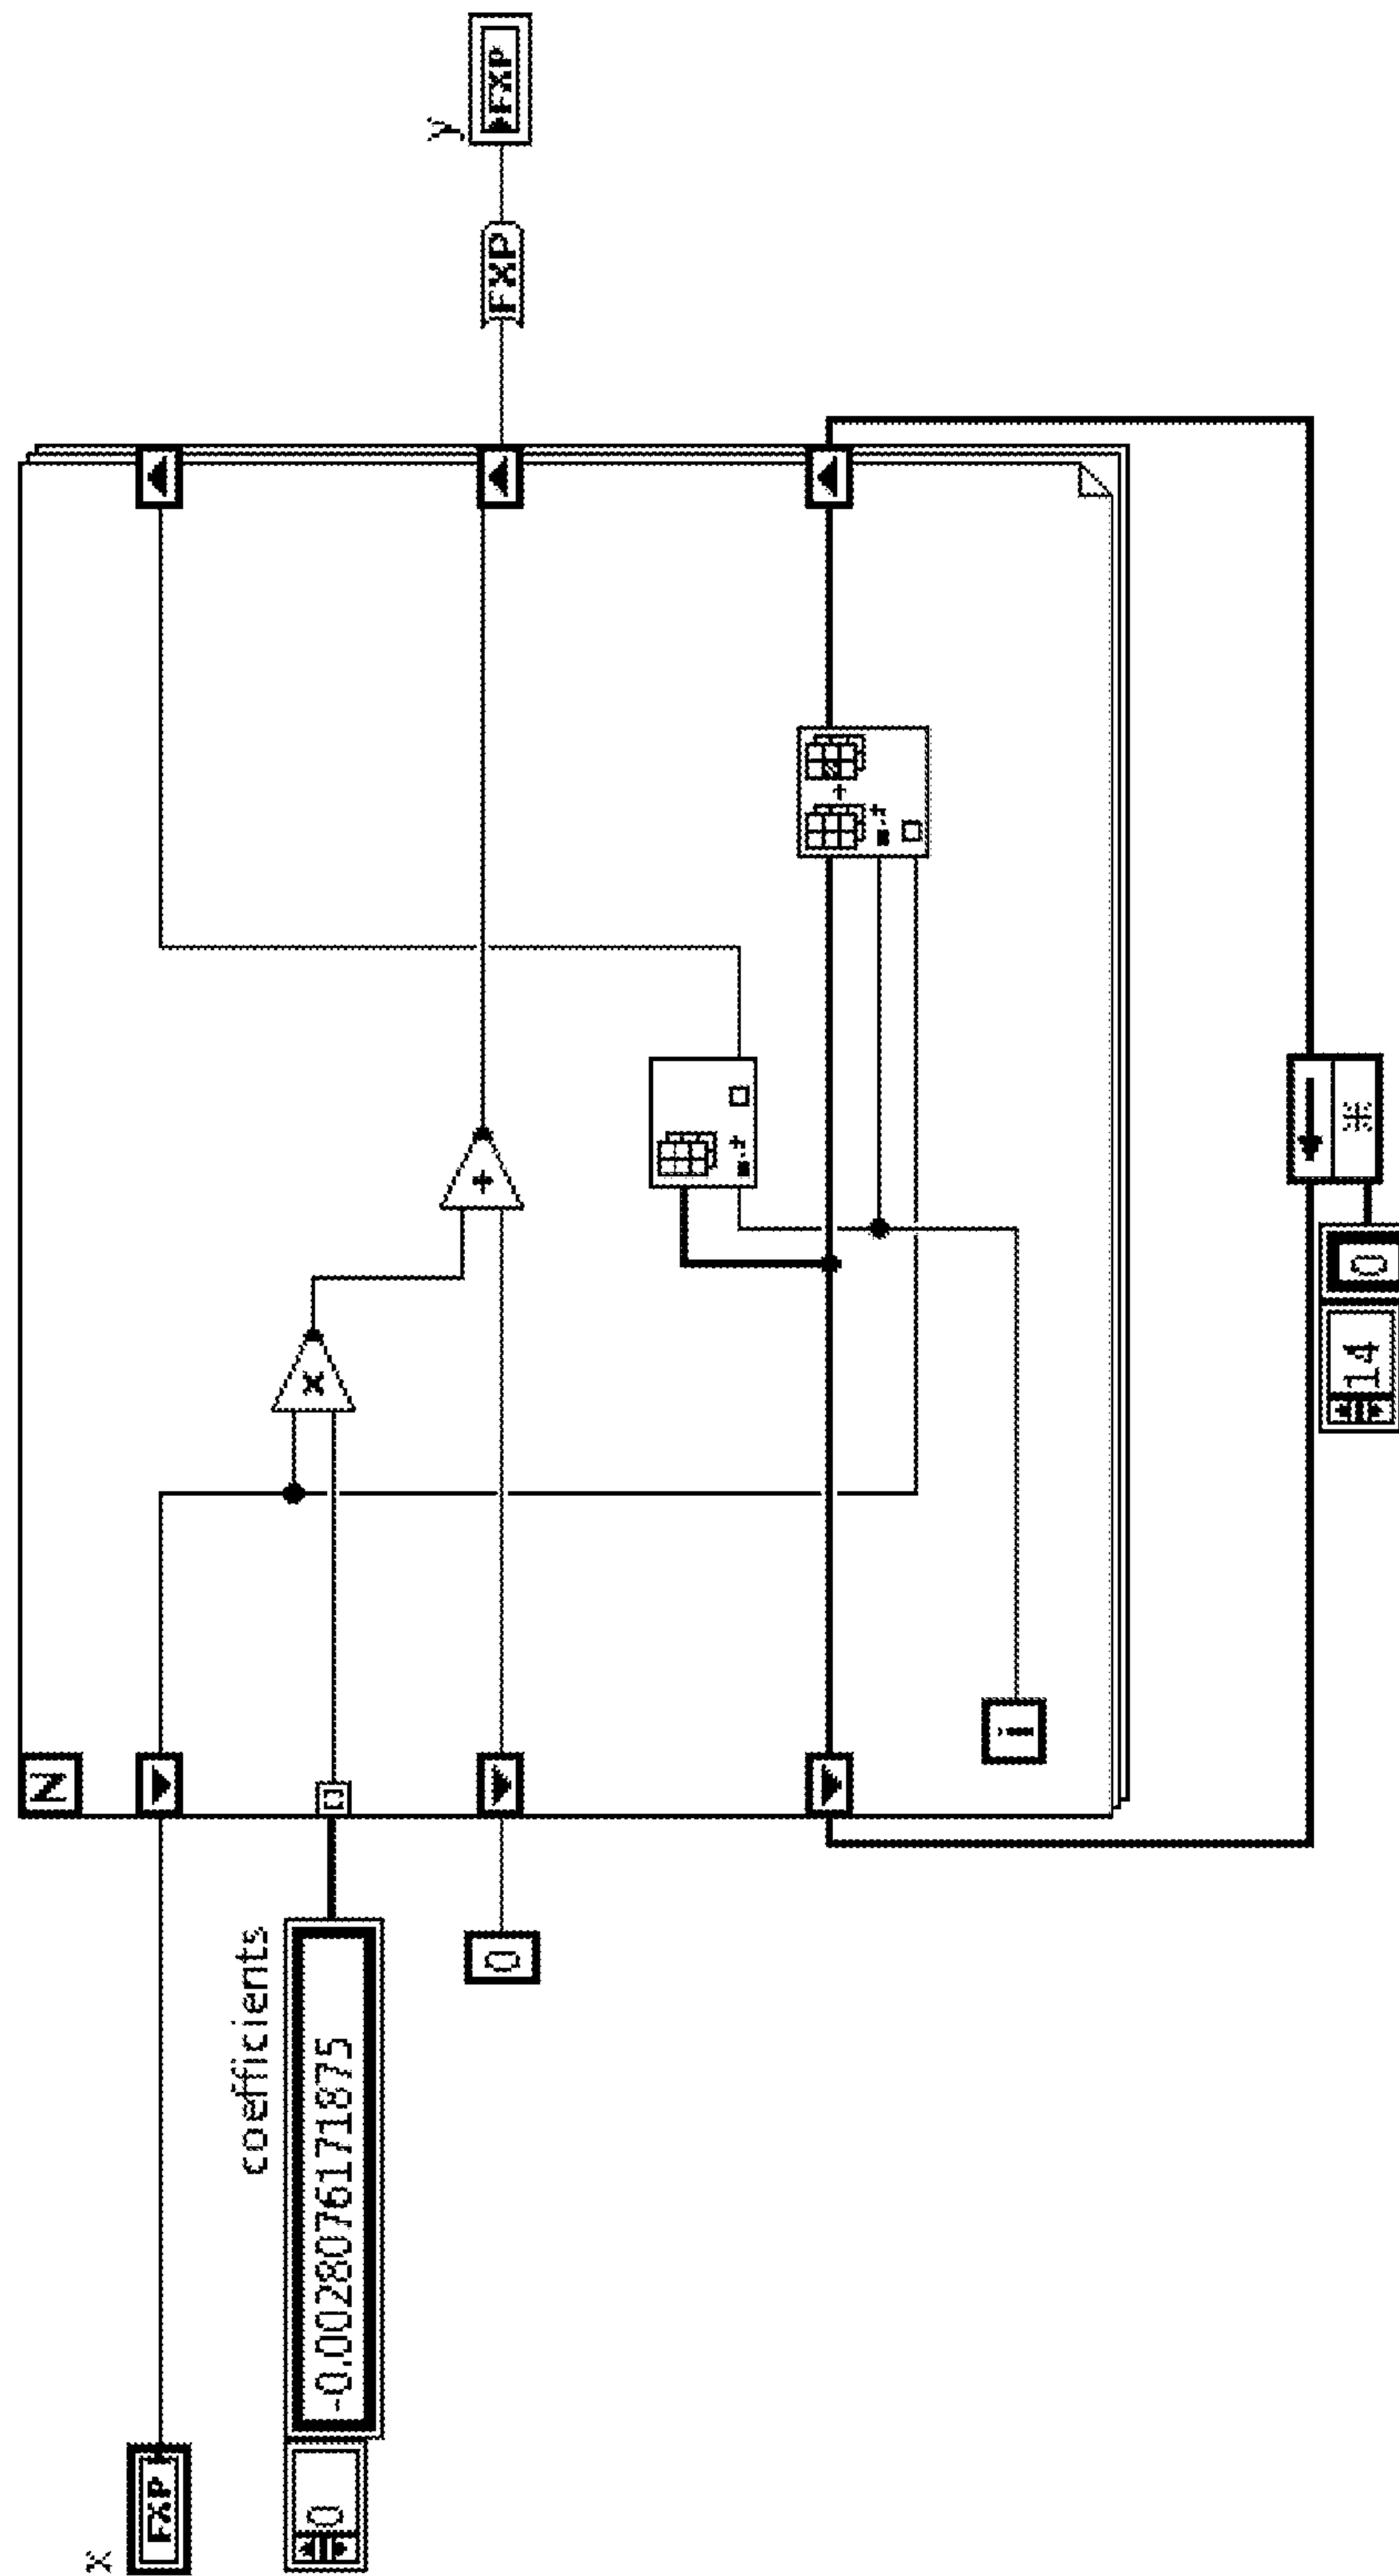 x
FXP
coefficients
0
-0.0028076171875
0
N
x
+
i
FXP
y
FXP
14
0
*